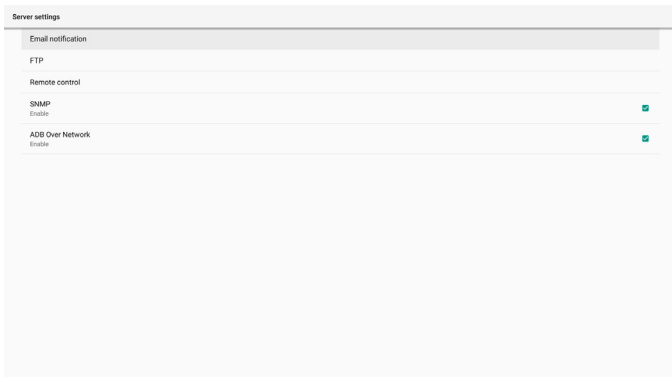 Server settings
Email notification
FTP
Remote control
SNMP
Enable
ADB Over Network
Enable